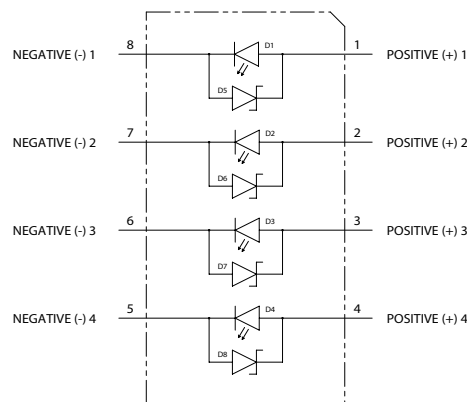 NEGATIVE (-) 1 8 D1 1 POSITIVE (+) 1
D5
NEGATIVE (-) 2 7 D2 2 POSITIVE (+) 2
D6
NEGATIVE (-) 3 6 D3 3 POSITIVE (+) 3
D7
NEGATIVE (-) 4 5 D4 4 POSITIVE (+) 4
D8